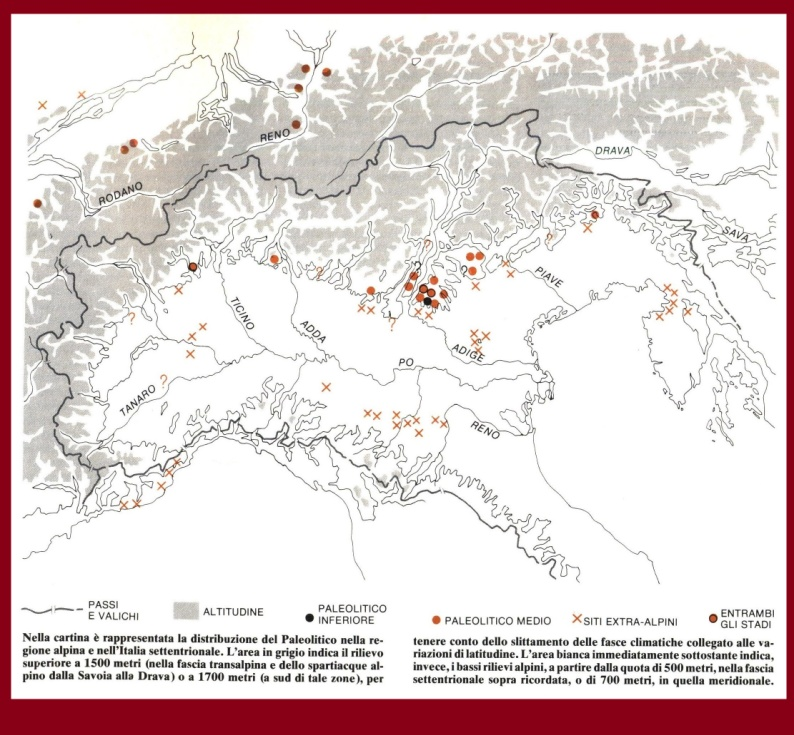 RENO
RODANO
DRAVA
SAVA
PIAVE
TICINO
ADDA
ADIGE
PO
TANARO
RENO
?
?
?
?
?
?
PASSI
E VALICHI
ALTITUDINE
PALEOLITICO
INFERIORE
PALEOLITICO MEDIO
SITI EXTRA-ALPINI
ENTRAMBI
GLI STADI
Nella cartina è rappresentata la distribuzione del Paleolitico nella re-
gione alpina e nell'Italia settentrionale. L'area in grigio indica il rilievo
superiore a 1500 metri (nella fascia transalpina e dello spartiacque al-
pino dalla Savoia alla Drava) o a 1700 metri (a sud di tale zona), per
tenere conto dello slittamento delle fasce climatiche collegato alle va-
riazioni di latitudine. L'area bianca immediatamente sottostante indica,
invece, i bassi rilievi alpini, a partire dalla quota di 500 metri, nella fascia
settentrionale sopra ricordata, o di 700 metri, in quella meridionale.